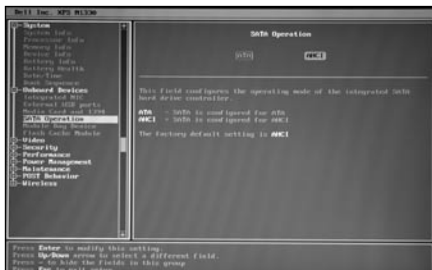 Dell Inc. XPS M1330
System
System Info
Processor Info
Memory Info
Device Info
Battery Info
Battery Health
Date/Time
Boot Sequence
Onboard Devices
Integrated NIC
External USB ports
Media Card and 1394
SATA Operation
Module Bay Device
Flash Cache Module
Video
Security
Performance
Power Management
Maintenance
POST Behavior
Wireless
SATA Operation
AHCI
This field configures the operating mode of the integrated SATA
hard drive controller.
ATA = SATA is configured for ATA
AHCI = SATA is configured for AHCI
The factory default setting is AHCI
Press Enter to modify this setting.
Press Up/Down arrow to select a different field.
Press - to hide the fields in this group
Press Esc to exit